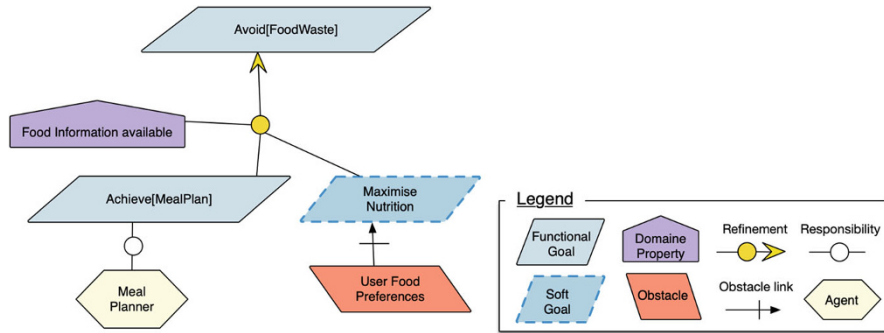 Avoid[FoodWaste]
Food Information available
Achieve[MealPlan]
Maximise
Nutrition
Meal
Planner
User Food
Preferences
Legend
Functional
Goal
Domaine
Property
Refinement
Responsibility
Soft
Goal
Obstacle
Obstacle link
Agent